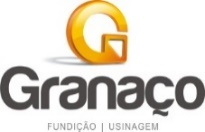 G
Granaço
FUNDIÇÃO | USINAGEM